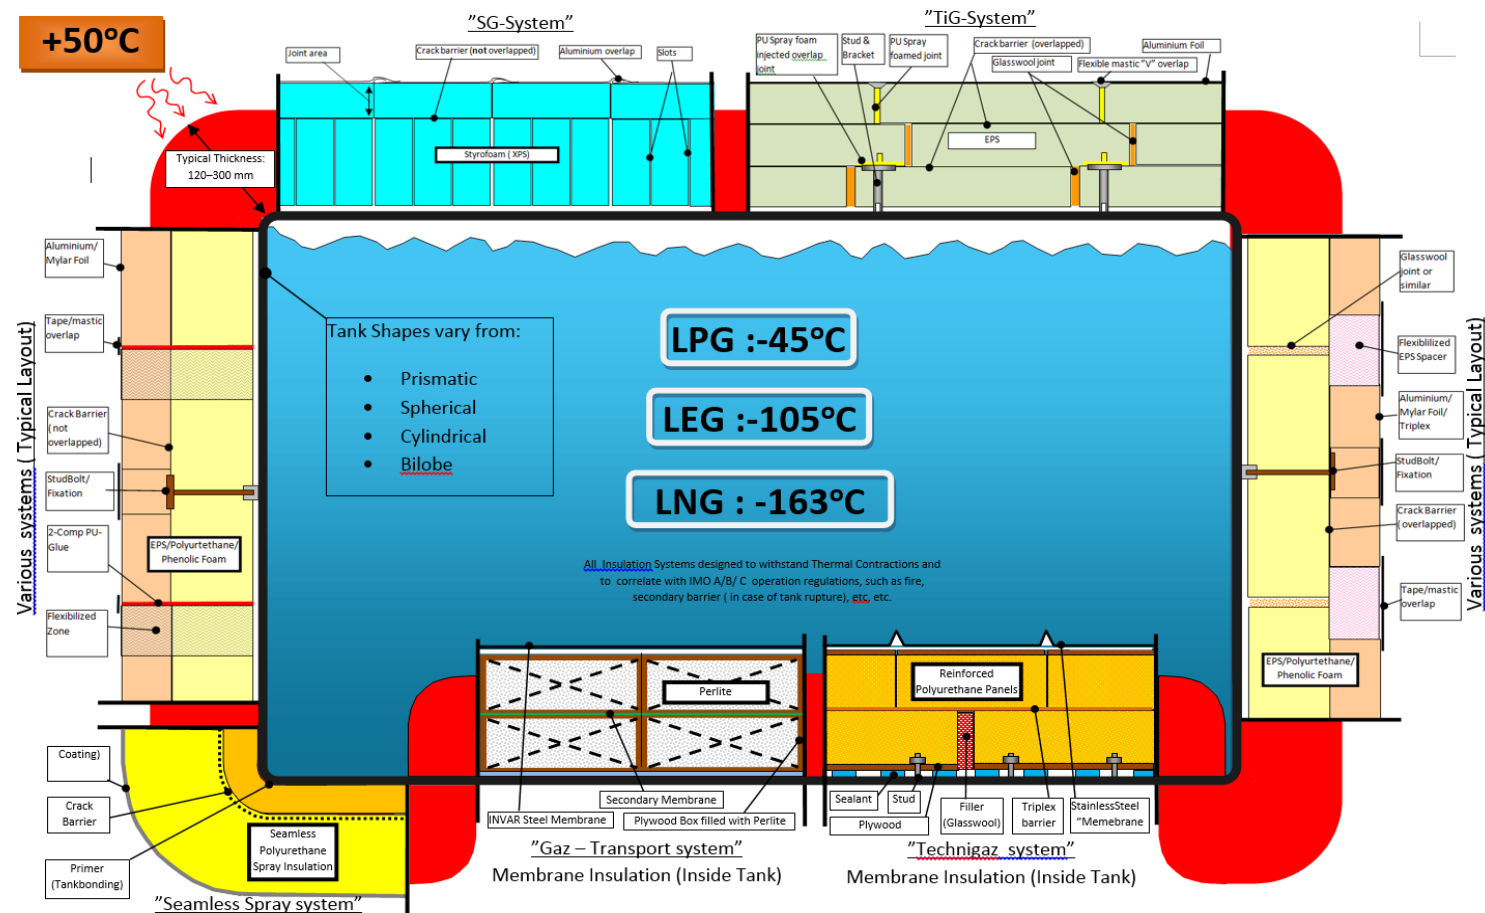 +50ºC
"SG-System"
"TiG-System"
Joint area
Crack barrier (not overlapped)
Aluminium overlap
Slots
PU Spray foam
injected overlap
joint
Stud &
Bracket
PU Spray
foamed joint
Crack barrier (overlapped)
Glasswool joint
Flexible mastic "V" overlap
Aluminium Foil
Typical Thickness:
120–300 mm
Styrofoam ( XPS)
EPS
Various systems ( Typical Layout)
Aluminium/
Mylar Foil
Tape/mastic
overlap
Crack Barrier
( not
overlapped)
StudBolt/
Fixation
2-Comp PU-
Glue
Flexibilized
Zone
EPS/Polyurtethane/
Phenolic Foam
Tank Shapes vary from:
• Prismatic
• Spherical
• Cylindrical
• Bilobe
LPG :-45ºC
LEG :-105ºC
LNG : -163ºC
All Insulation Systems designed to withstand Thermal Contractions and
to correlate with IMO A/B/ C operation regulations, such as fire,
secondary barrier ( in case of tank rupture), etc, etc.
Glasswool
joint or
similar
Flexiblilized
EPS Spacer
Aluminium/
Mylar Foil/
Triplex
StudBolt/
Fixation
Crack Barrier
( overlapped)
Tape/mastic
overlap
EPS/Polyurtethane/
Phenolic Foam
Various systems ( Typical Layout)
Perlite
Reinforced
Polyurethane Panels
Coating)
Crack
Barrier
Primer
(Tankbonding)
Seamless
Polyurethane
Spray Insulation
"Seamless Spray system"
Secondary Membrane
INVAR Steel Membrane
Plywood Box filled with Perlite
"Gaz – Transport system"
Membrane Insulation (Inside Tank)
Sealant
Stud
Plywood
Filler
(Glasswool)
Triplex
barrier
StainlessSteel
"Memebrane
"Technigaz system"
Membrane Insulation (Inside Tank)